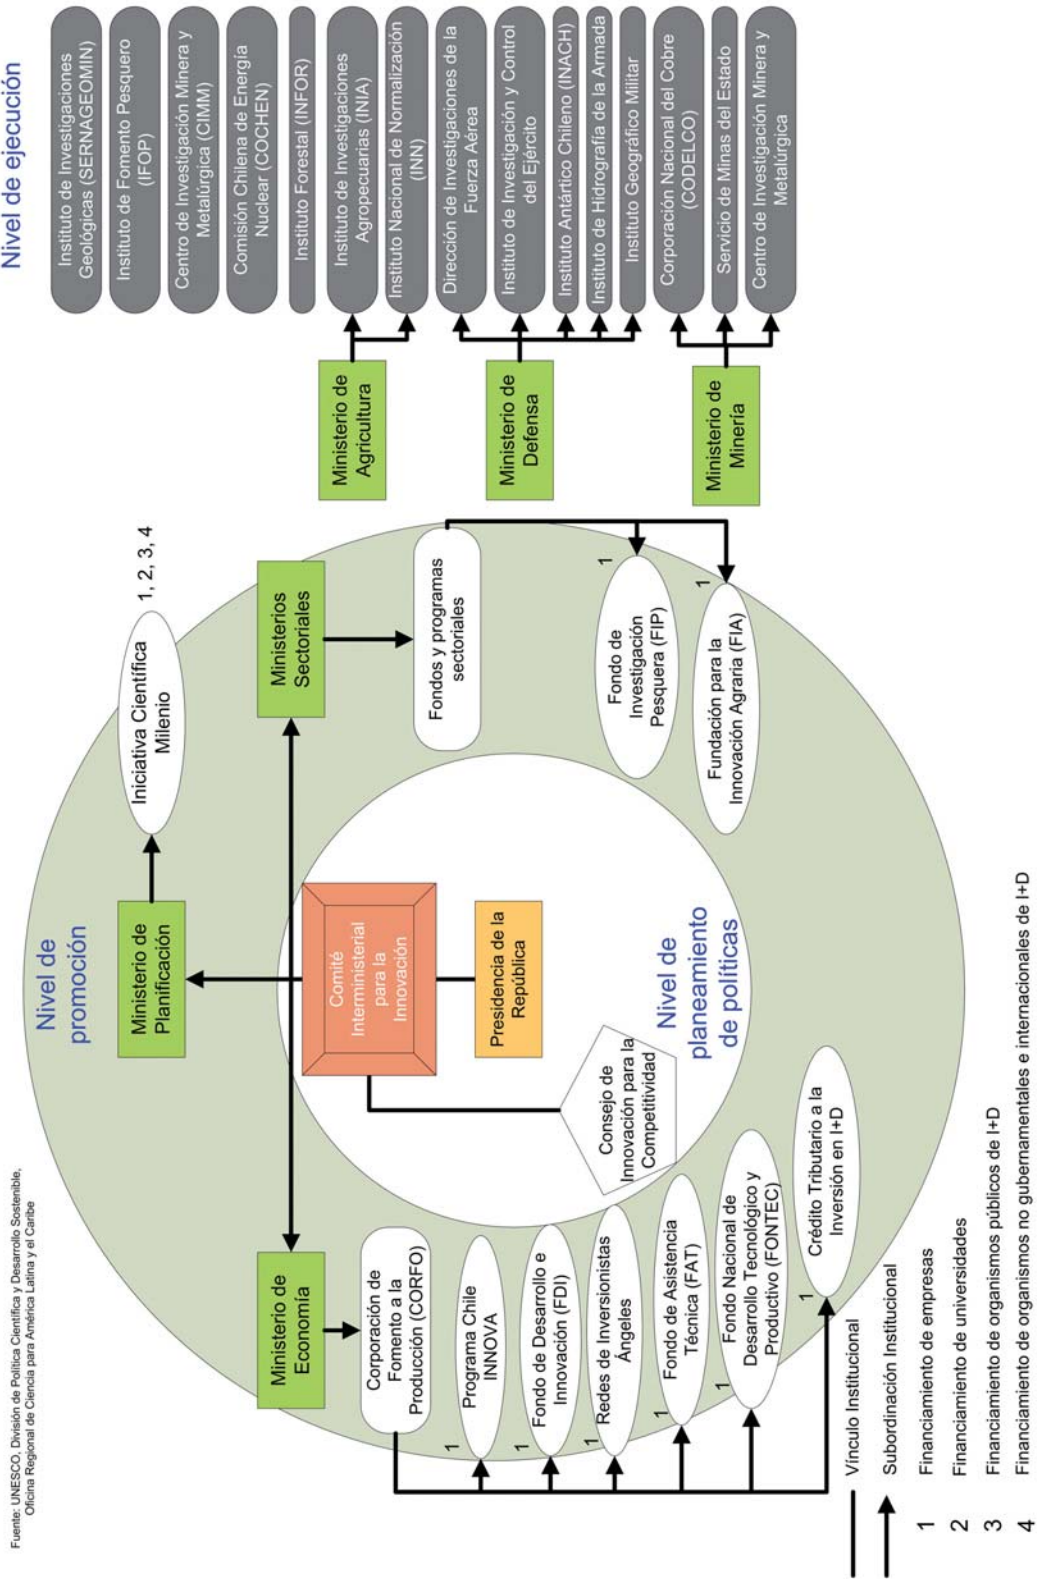 Fuente: UNESCO, División de Política Científica y Desarrollo Sostenible,
Oficina Regional de Ciencia para América Latina y el Caribe
Nivel de
promoción
Ministerio de
Planificación
Iniciativa Científica
Milenio
1, 2, 3, 4
Ministerio de
Economía
Ministerios
Sectoriales
Corporación de
Fomento a la
Producción (CORFO)
Comité
Interministerial
para la
Innovación
Fondos y programas
sectoriales
1
Programa Chile
INNOVA
Presidencia de la
República
1
Fondo de Desarrollo e
Innovación (FDI)
1
Redes de Inversionistas
Ángeles
Consejo de
Innovación para la
Competitividad
1
Fondo de
Investigación
Pesquera (FIP)
1
Fondo de Asistencia
Técnica (FAT)
Nivel de
planeamiento
de políticas
1
Fundación para la
Innovación Agraria (FIA)
1
Fondo Nacional de
Desarrollo Tecnológico y
Productivo (FONTEC)
1
Crédito Tributario a la
Inversión en I+D
Nivel de ejecución
Instituto de Investigaciones
Geológicas (SERNAGEOMIN)
Instituto de Fomento Pesquero
(IFOP)
Centro de Investigación Minera y
Metalúrgica (CIMM)
Comisión Chilena de Energía
Nuclear (COCHEN)
Instituto Forestal (INFOR)
Ministerio de
Agricultura
Instituto de Investigaciones
Agropecuarias (INIA)
Instituto Nacional de Normalización
(INN)
Ministerio de
Defensa
Dirección de Investigaciones de la
Fuerza Aérea
Instituto de Investigación y Control
del Ejército
Instituto Antártico Chileno (INACH)
Instituto de Hidrografía de la Armada
Instituto Geográfico Militar
Ministerio de
Minería
Corporación Nacional del Cobre
(CODELCO)
Servicio de Minas del Estado
Centro de Investigación Minera y
Metalúrgica
Vínculo Institucional
Subordinación Institucional
1 Financiamiento de empresas
2 Financiamiento de universidades
3 Financiamiento de organismos públicos de I+D
4 Financiamiento de organismos no gubernamentales e internacionales de I+D